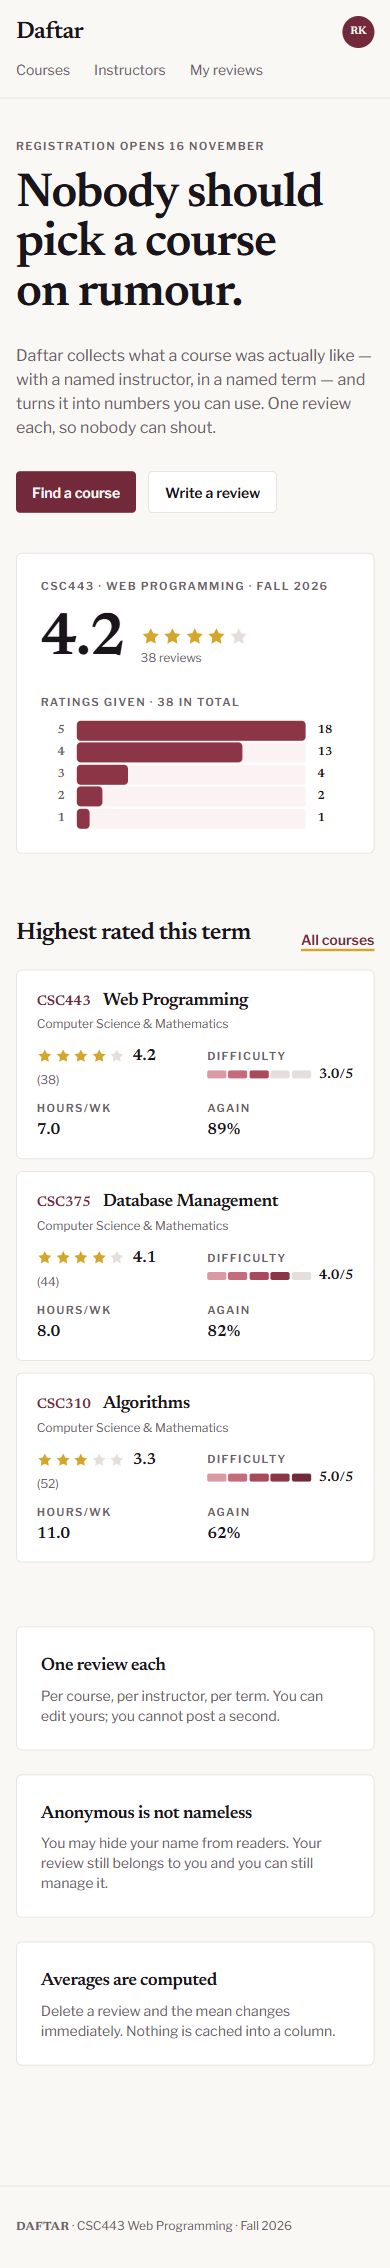 Daftar
RK
Courses Instructors My reviews
REGISTRATION OPENS 16 NOVEMBER
Nobody should
pick a course
on rumour.
Daftar collects what a course was actually like —
with a named instructor, in a named term — and
turns it into numbers you can use. One review
each, so nobody can shout.
Find a course Write a review
CSC443 · WEB PROGRAMMING · FALL 2026
4.2
38 reviews
RATINGS GIVEN · 38 IN TOTAL
5 18
4 13
3 4
2 2
1 1
Highest rated this term All courses
CSC443 Web Programming
Computer Science & Mathematics
4.2
(38)
DIFFICULTY
3.0/5
HOURS/WK
7.0
AGAIN
89%
CSC375 Database Management
Computer Science & Mathematics
4.1
(44)
DIFFICULTY
4.0/5
HOURS/WK
8.0
AGAIN
82%
CSC310 Algorithms
Computer Science & Mathematics
3.3
(52)
DIFFICULTY
5.0/5
HOURS/WK
11.0
AGAIN
62%
One review each
Per course, per instructor, per term. You can
edit yours; you cannot post a second.
Anonymous is not nameless
You may hide your name from readers. Your
review still belongs to you and you can still
manage it.
Averages are computed
Delete a review and the mean changes
immediately. Nothing is cached into a column.
DAFTAR · CSC443 Web Programming · Fall 2026